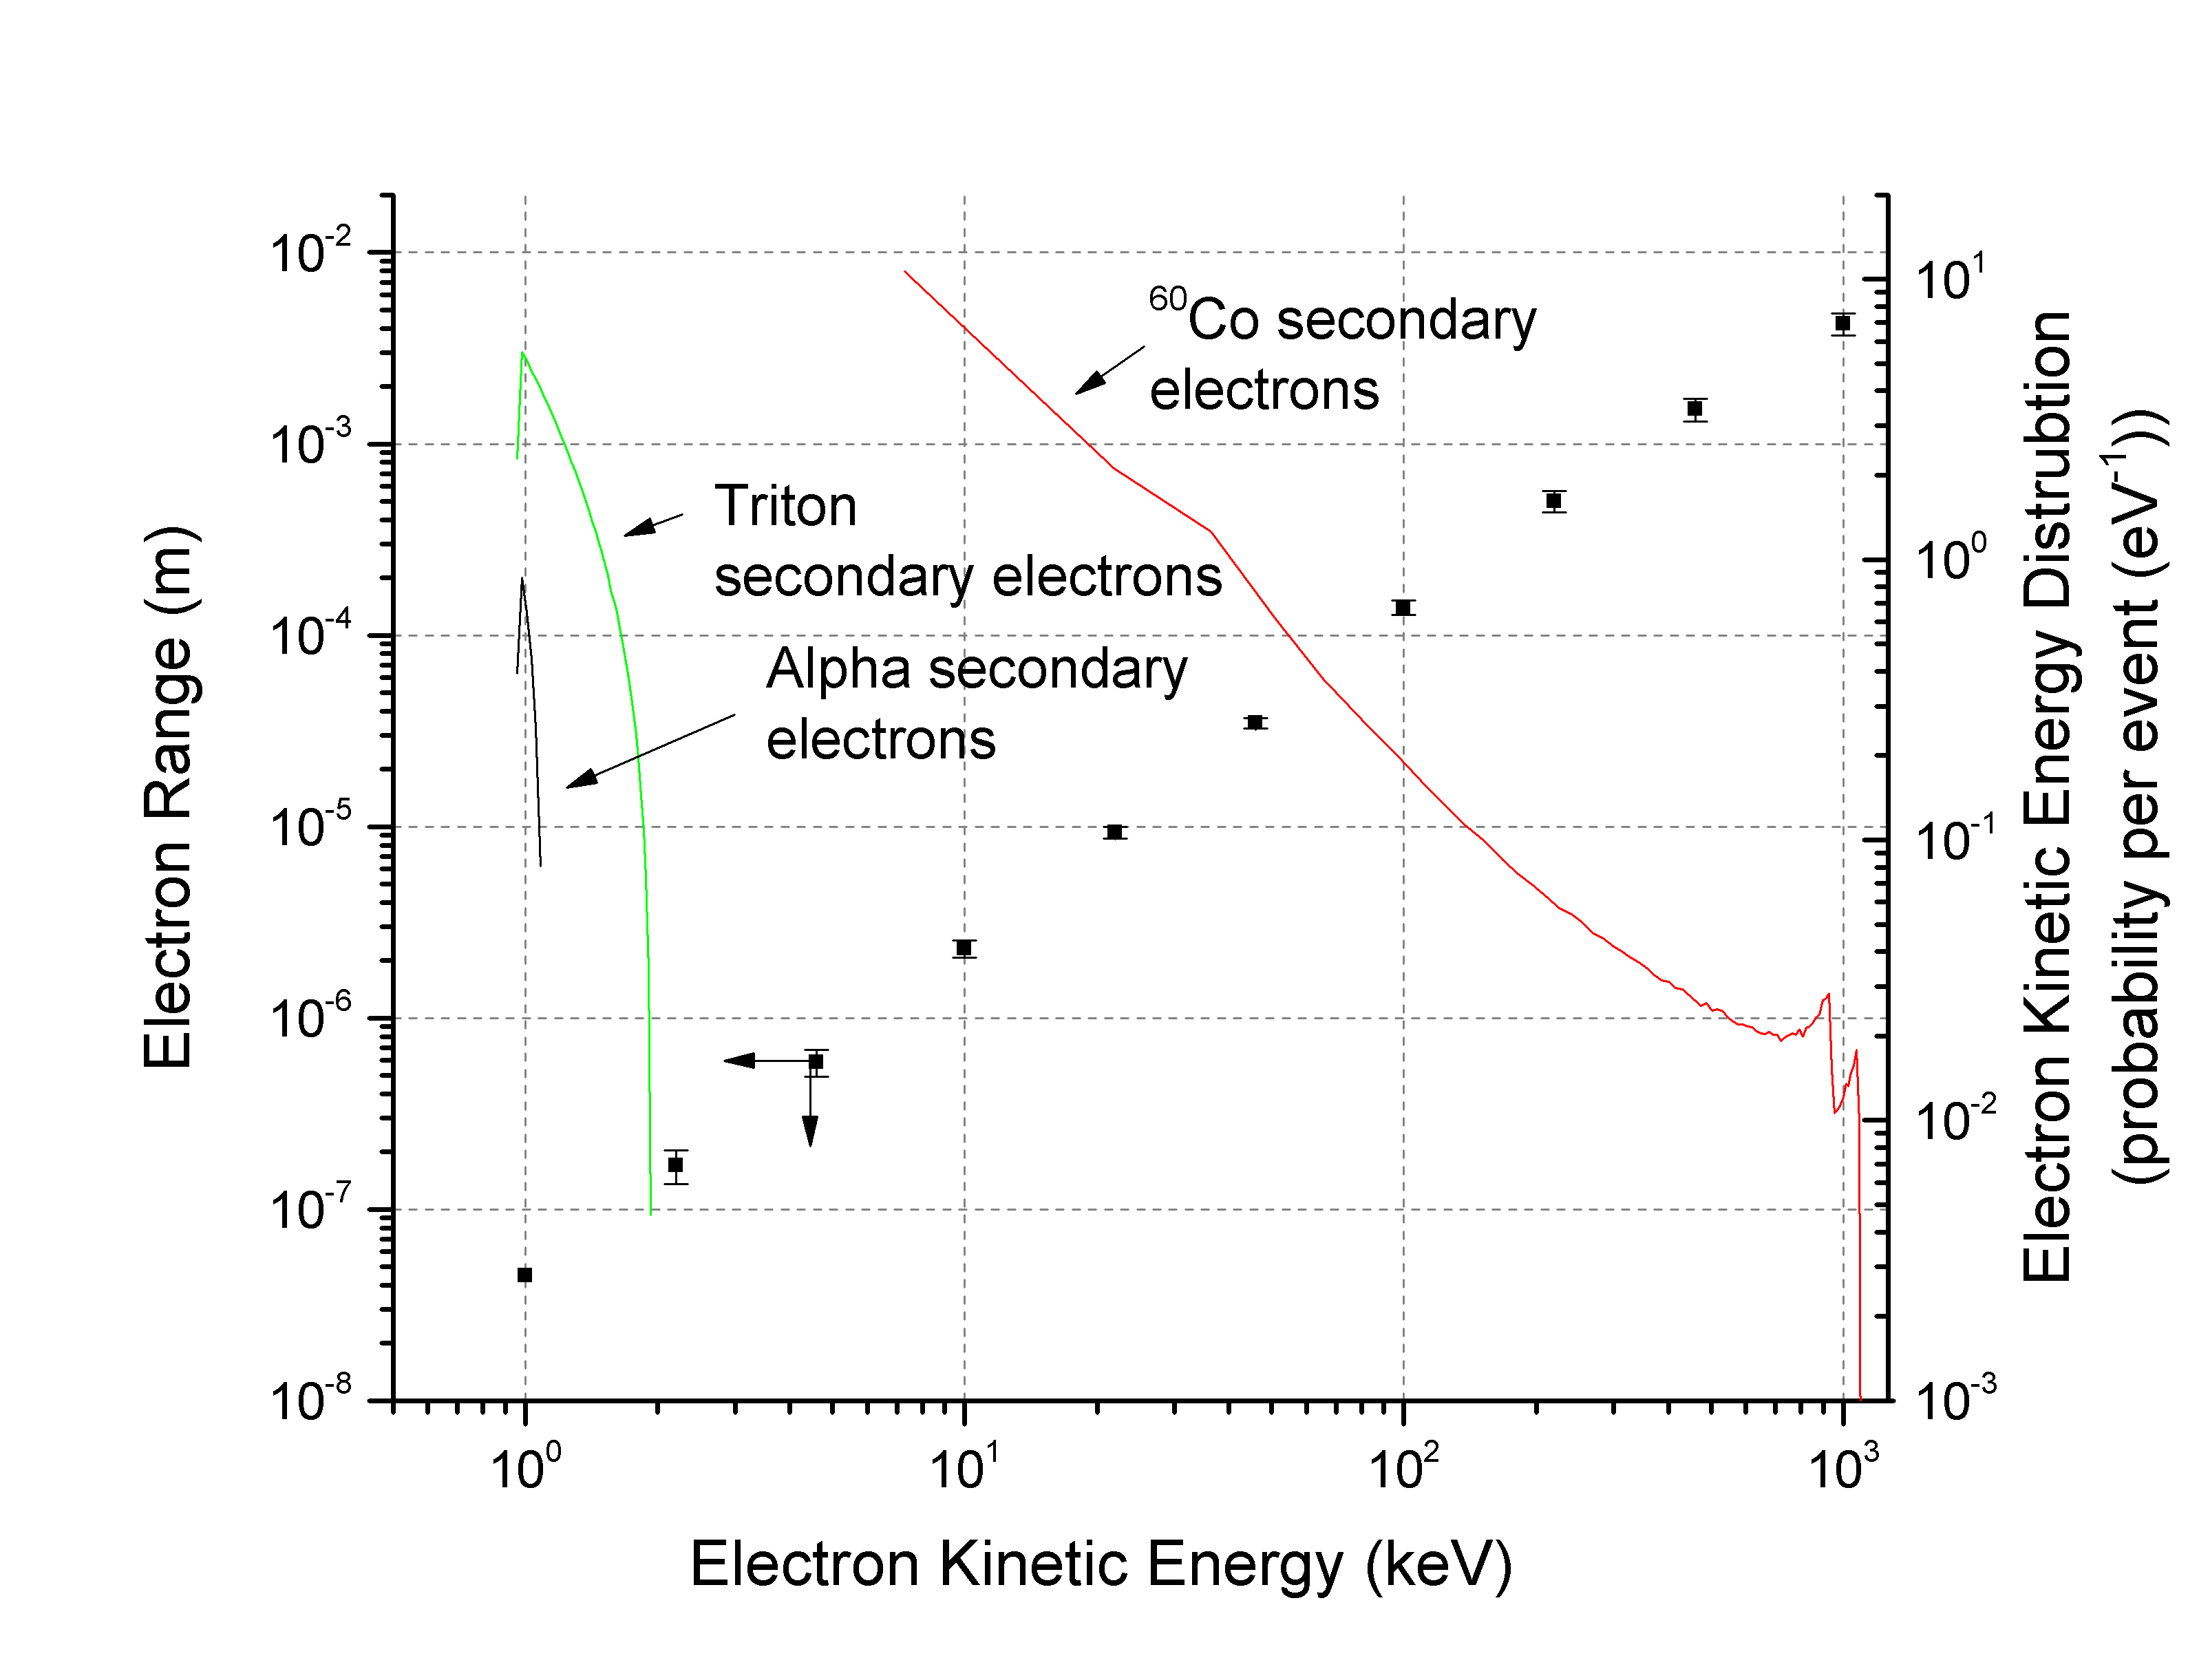 10-2
10-3
10-4
10-5
10-6
10-7
10-8
Electron Range (m)
60Co secondary
electrons
Triton
secondary electrons
Alpha secondary
electrons
101
100
10-1
10-2
10-3
Electron Kinetic Energy Distrubtion
(probability per event (eV-1))
100
101
102
103
Electron Kinetic Energy (keV)